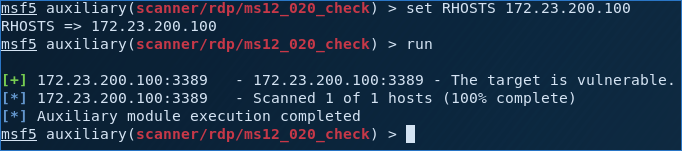 msf5 auxiliary(scanner/rdp/ms12_020_check) > set RHOSTS 172.23.200.100
RHOSTS => 172.23.200.100
msf5 auxiliary(scanner/rdp/ms12_020_check) > run
[+] 172.23.200.100:3389   - 172.23.200.100:3389 - The target is vulnerable.
[*] 172.23.200.100:3389   - Scanned 1 of 1 hosts (100% complete)
[*] Auxiliary module execution completed
msf5 auxiliary(scanner/rdp/ms12_020_check) >